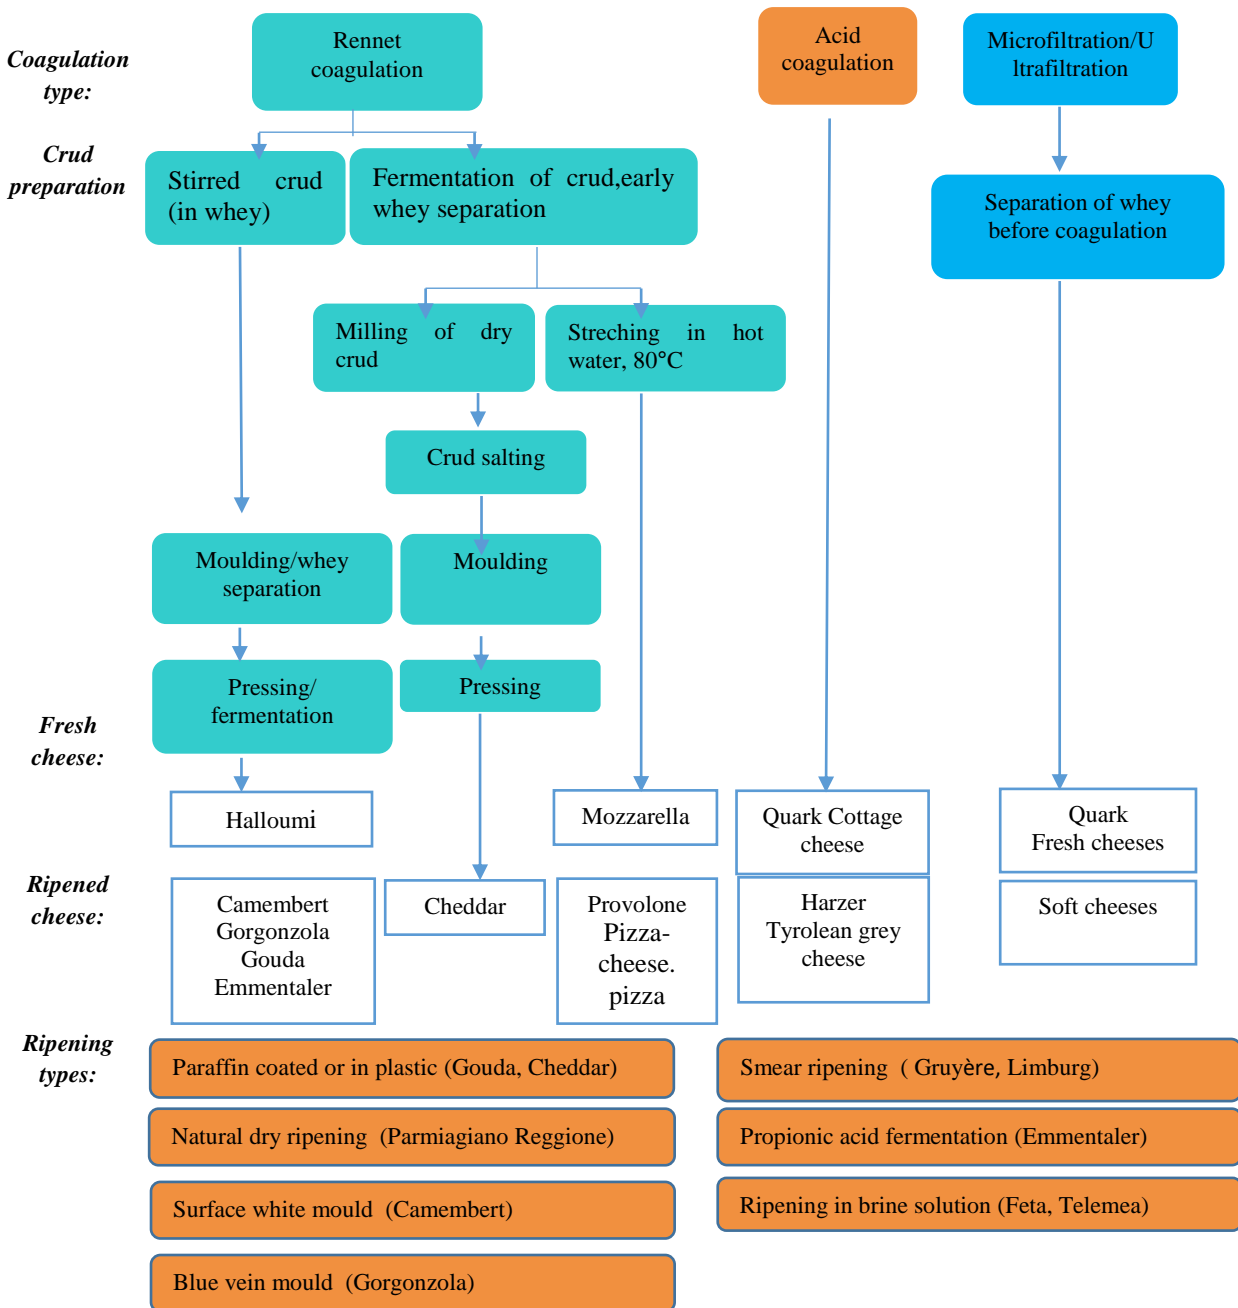 Coagulation
type:
Rennet
coagulation
Acid
coagulation
Microfiltration/U
ltrafiltration
Crud
preparation
Stirred crud
(in whey)
Fermentation of crud,early
whey separation
Separation of whey
before coagulation
Milling of dry
crud
Streching in hot
water, 80°C
Crud salting
Moulding/whey
separation
Moulding
Pressing/
fermentation
Pressing
Fresh
cheese:
Halloumi
Mozzarella
Quark Cottage
cheese
Quark
Fresh cheeses
Ripened
cheese:
Camembert
Gorgonzola
Gouda
Emmentaler
Cheddar
Provolone
Pizza-
cheese.
pizza
Harzer
Tyrolean grey
cheese
Soft cheeses
Ripening
types:
Paraffin coated or in plastic (Gouda, Cheddar)
Smear ripening ( Gruyère, Limburg)
Natural dry ripening (Parmiagiano Reggione)
Propionic acid fermentation (Emmentaler)
Surface white mould (Camembert)
Ripening in brine solution (Feta, Telemea)
Blue vein mould (Gorgonzola)